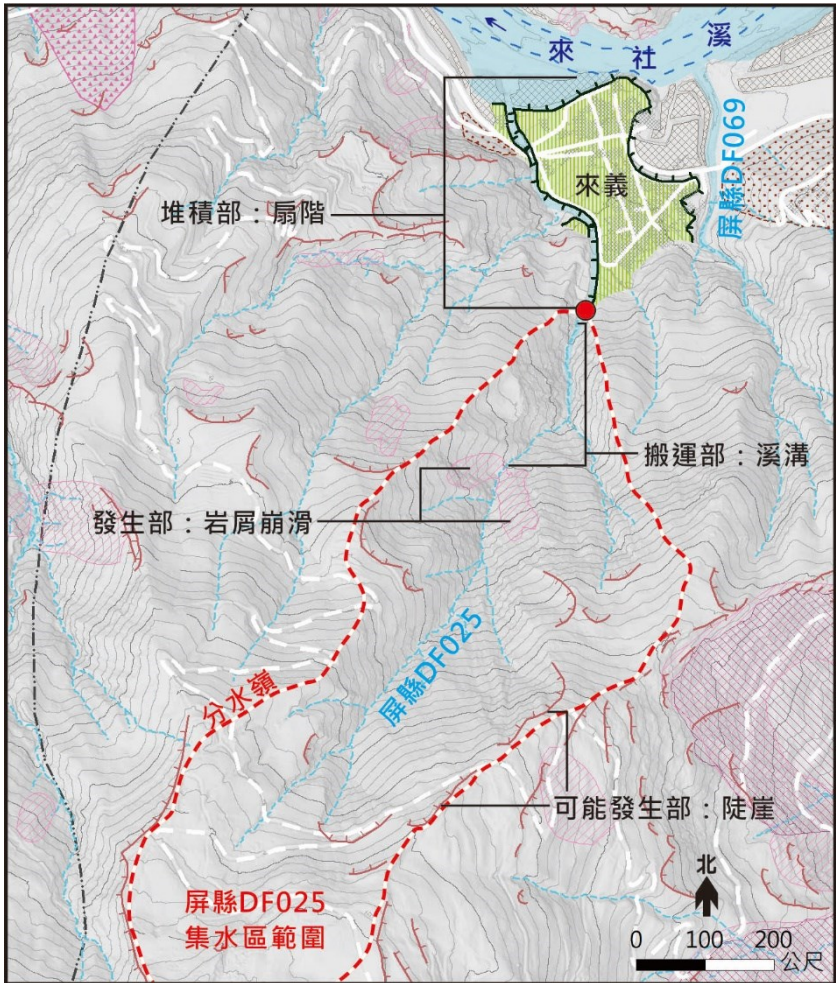 來社溪
屏縣DF069
來義
堆積部：扇階
搬運部：溪溝
發生部：岩屑崩滑
屏縣DF025
分水嶺
可能發生部：陡崖
屏縣DF025
集水區範圍
北
0 100 200
公尺